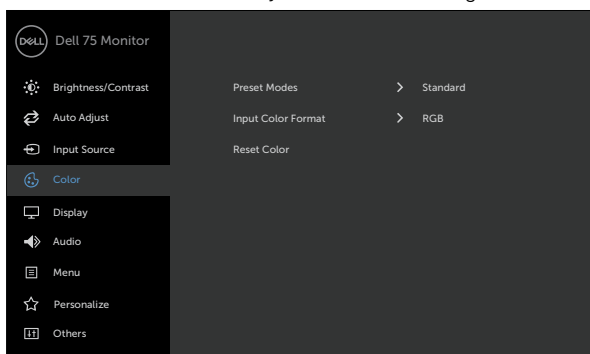 DELL
Dell 75 Monitor
Brightness/Contrast
Auto Adjust
Input Source
Color
Display
Audio
Menu
Personalize
Others
Preset Modes > Standard
Input Color Format > RGB
Reset Color